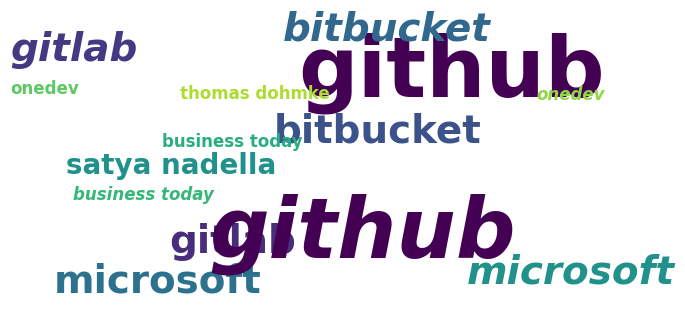 bitbucket
gitlab
github
onedev
thomas dohmke
onedev
bitbucket
business today
satya nadella
business today
github
gitlab
microsoft
microsoft